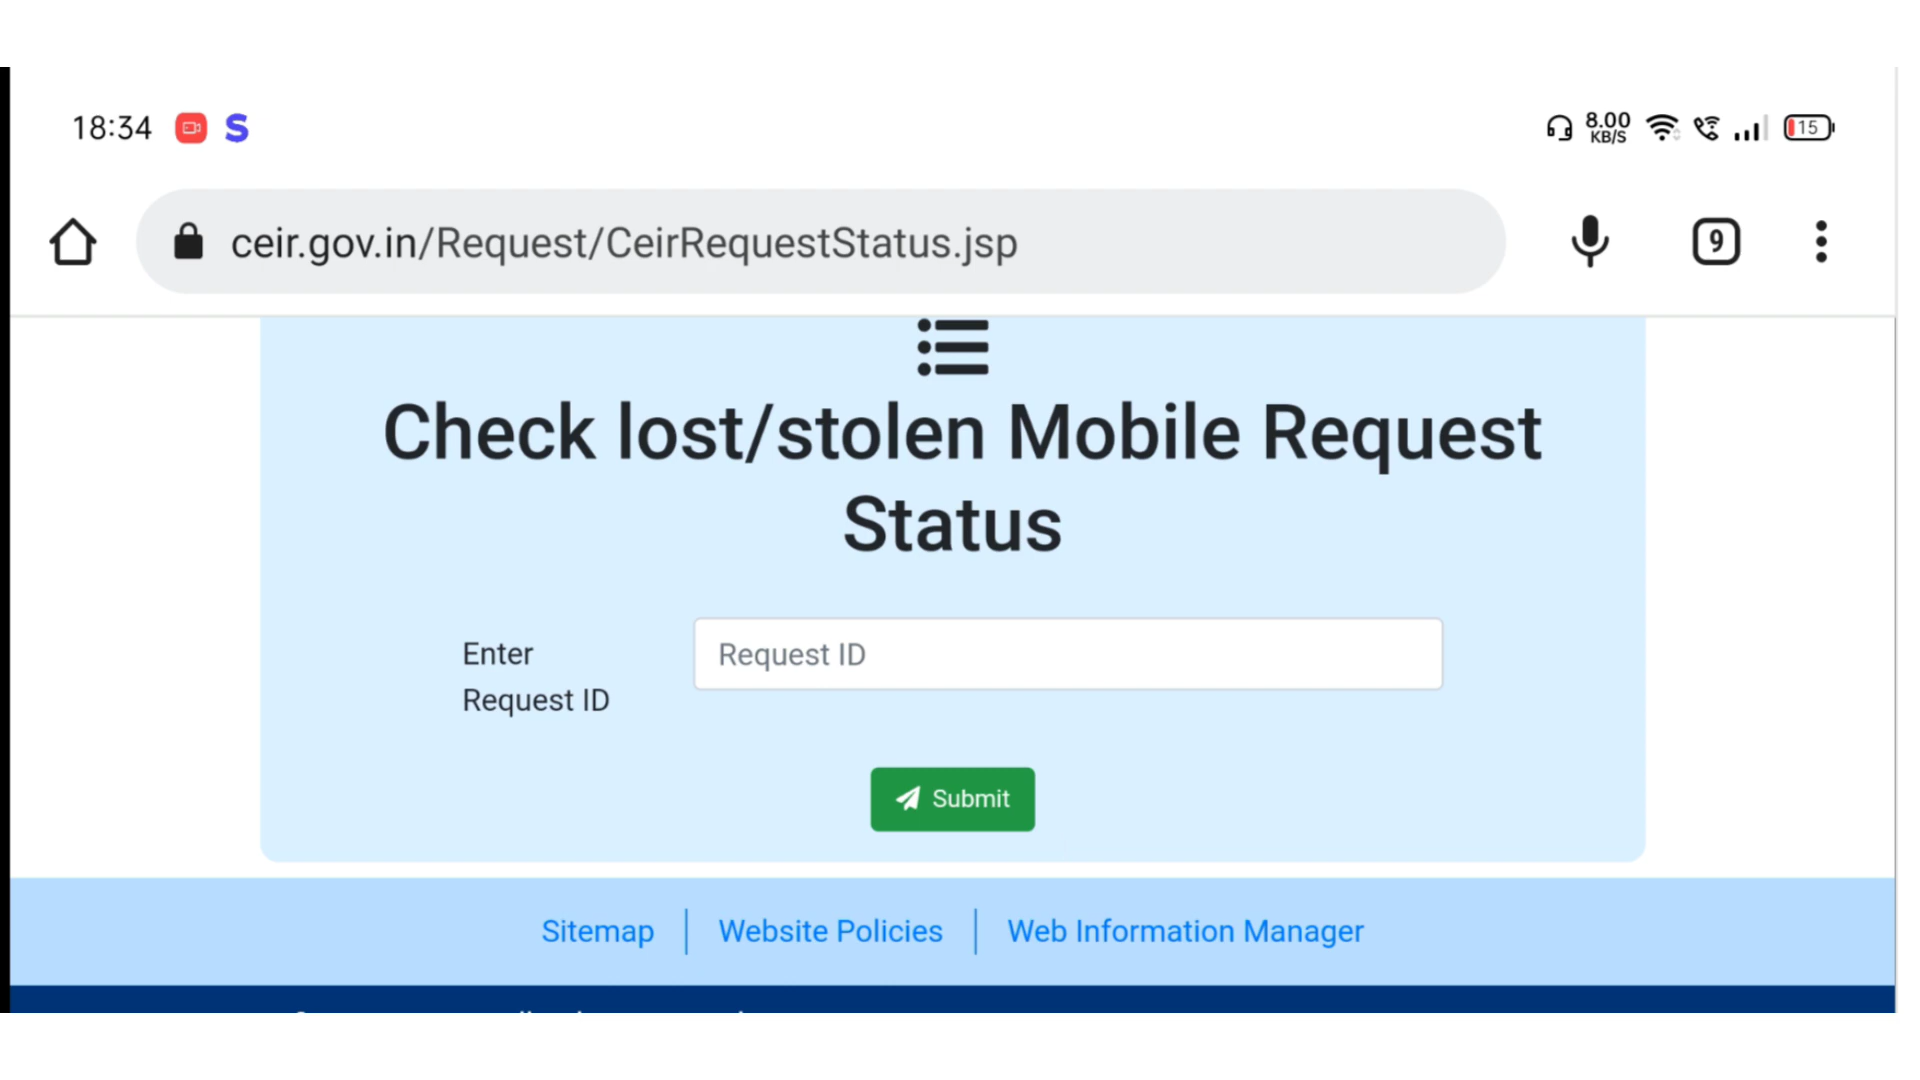 18:34 S 8.00 KB/S 15
ceir.gov.in/Request/CeirRequestStatus.jsp 9
Check lost/stolen Mobile Request
Status
Enter
Request ID
Request ID
Submit
Sitemap | Website Policies | Web Information Manager